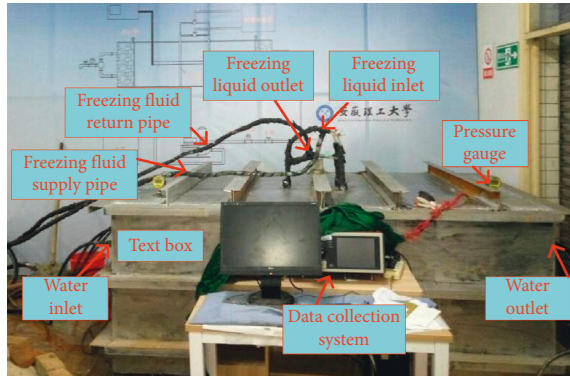 Freezing
liquid outlet
Freezing
liquid inlet
Freezing fluid
return pipe
安徽理工大學
Pressure
gauge
Freezing fluid
supply pipe
Text box
Water
inlet
Data collection
system
Water
outlet